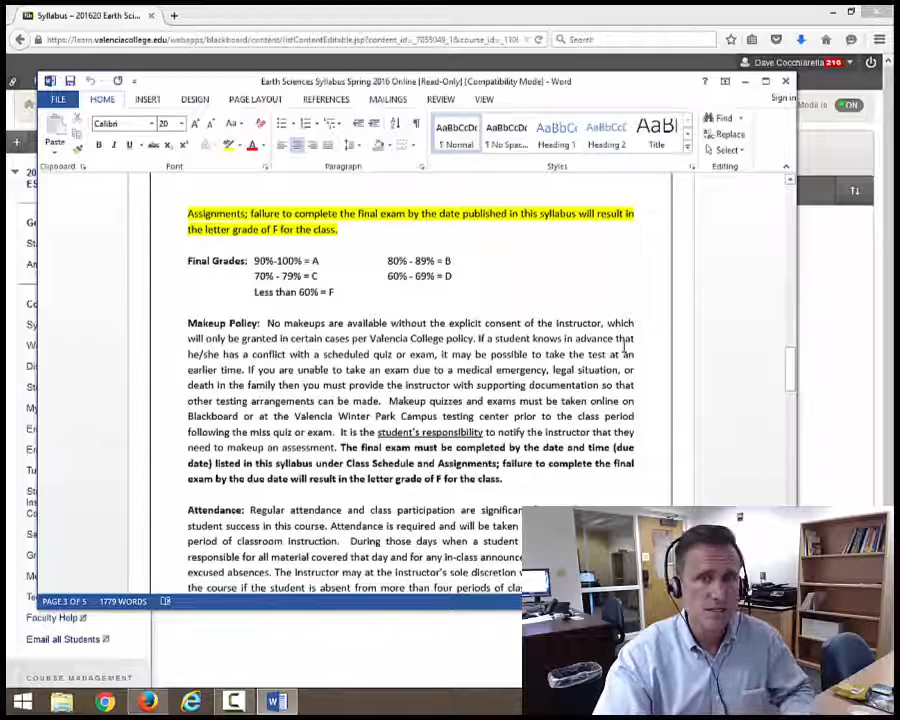 Syllabus – 201620 Earth Sci...
https://learn.valenciacollege.edu/webapps/blackboard/content/listContentEditable.jsp?content_id=_7055049_1&course_id=_110
Search
Dave Cocchiarella 210
Mode is ON
Earth Sciences Syllabus Spring 2016 Online [Read-Only] [Compatibility Mode] - Word
FILE HOME INSERT DESIGN PAGE LAYOUT REFERENCES MAILINGS REVIEW VIEW Sign in
Paste
Calibri 20
AaBbCcDc AaBbCcDc AaBbCc AaBbCcD AaBl
1 Normal 1 No Spac... Heading 1 Heading 2 Title
Find
Replace
Select
Clipboard Font Paragraph Styles Editing
Assignments; failure to complete the final exam by the date published in this syllabus will result in
the letter grade of F for the class.
Final Grades: 90%-100% = A 80% - 89% = B
70% - 79% = C 60% - 69% = D
Less than 60% = F
Makeup Policy: No makeups are available without the explicit consent of the instructor, which
will only be granted in certain cases per Valencia College policy. If a student knows in advance that
he/she has a conflict with a scheduled quiz or exam, it may be possible to take the test at an
earlier time. If you are unable to take an exam due to a medical emergency, legal situation, or
death in the family then you must provide the instructor with supporting documentation so that
other testing arrangements can be made. Makeup quizzes and exams must be taken online on
Blackboard or at the Valencia Winter Park Campus testing center prior to the class period
following the miss quiz or exam. It is the student's responsibility to notify the instructor that they
need to makeup an assessment. The final exam must be completed by the date and time (due
date) listed in this syllabus under Class Schedule and Assignments; failure to complete the final
exam by the due date will result in the letter grade of F for the class.
Attendance: Regular attendance and class participation are significan
student success in this course. Attendance is required and will be taken
period of classroom instruction. During those days when a student
responsible for all material covered that day and for any in-class announce
excused absences. The instructor may at the instructor's sole discretion
the course if the student is absent from more than four periods of cla
PAGE 3 OF 5 1779 WORDS
Faculty Help
Email all Students
COURSE MANAGEMENT